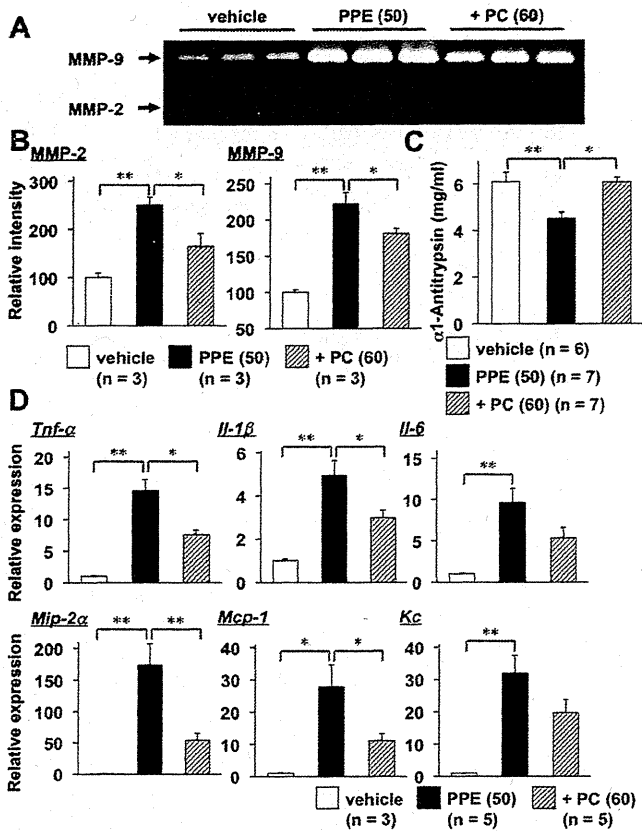 A
vehicle PPE (50) + PC (60)
MMP-9
MMP-2
B
MMP-2 MMP-9
** * ** *
Relative intensity
300
200
100
0
250
200
150
100
50
vehicle (n = 3) PPE (50) (n = 3) + PC (60) (n = 3)
C
** *
α1-Antitrypsin (mg/ml)
6
4
2
0
vehicle (n = 6)
PPE (50) (n = 7)
+ PC (60) (n = 7)
D
Tnf-α Il-1β Il-6
** * ** * **
Relative expression
20
15
10
5
0
6
4
2
0
15
10
5
0
Mip-2α Mcp-1 Kc
** ** * * **
Relative expression
200
150
100
50
0
40
30
20
10
0
40
30
20
10
0
vehicle (n = 3) PPE (50) (n = 5) + PC (60) (n = 5)